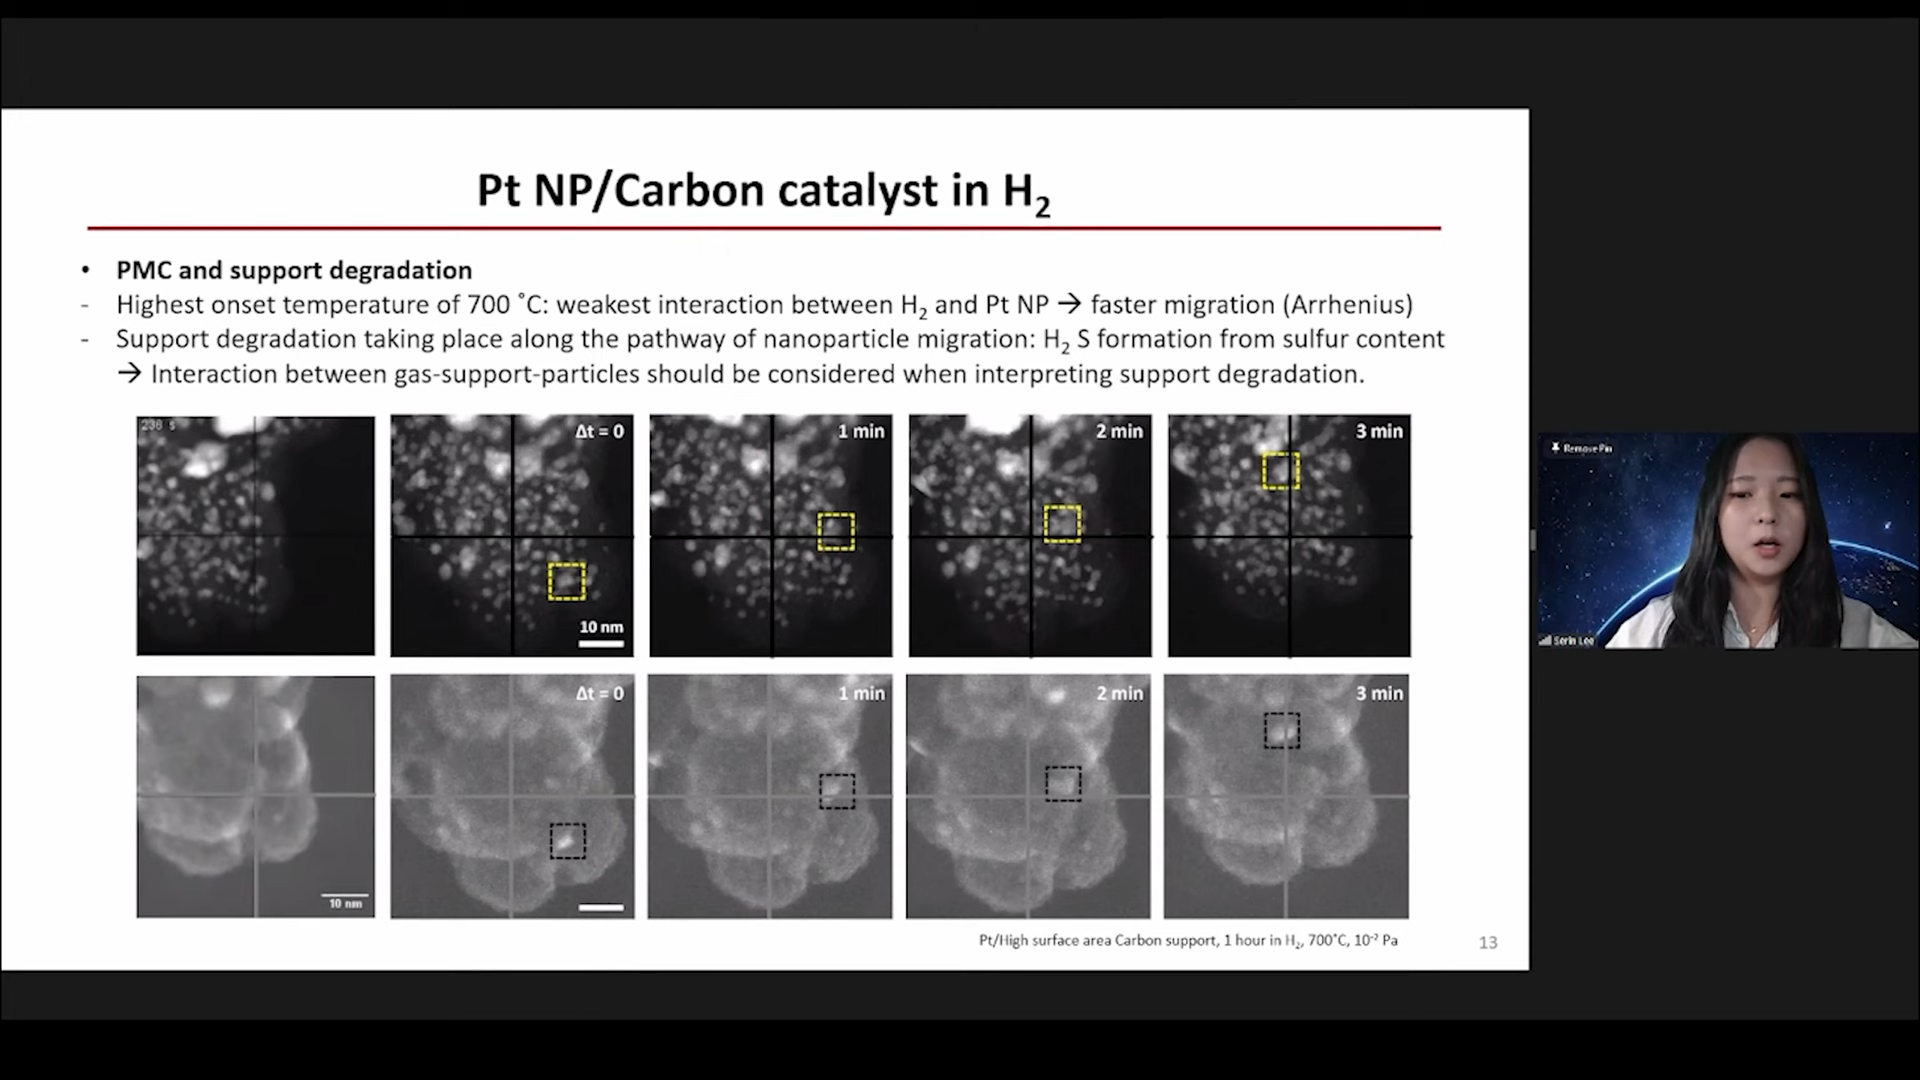 Pt NP/Carbon catalyst in H₂
• PMC and support degradation
- Highest onset temperature of 700 ˚C: weakest interaction between H₂ and Pt NP → faster migration (Arrhenius)
- Support degradation taking place along the pathway of nanoparticle migration: H₂ S formation from sulfur content
→ Interaction between gas-support-particles should be considered when interpreting support degradation.
236 s
Δt = 0
1 min
2 min
3 min
10 nm
Δt = 0
1 min
2 min
3 min
10 nm
Pt/High surface area Carbon support, 1 hour in H₂, 700˚C, 10⁻² Pa
13
Remove Pin
Serin Lee